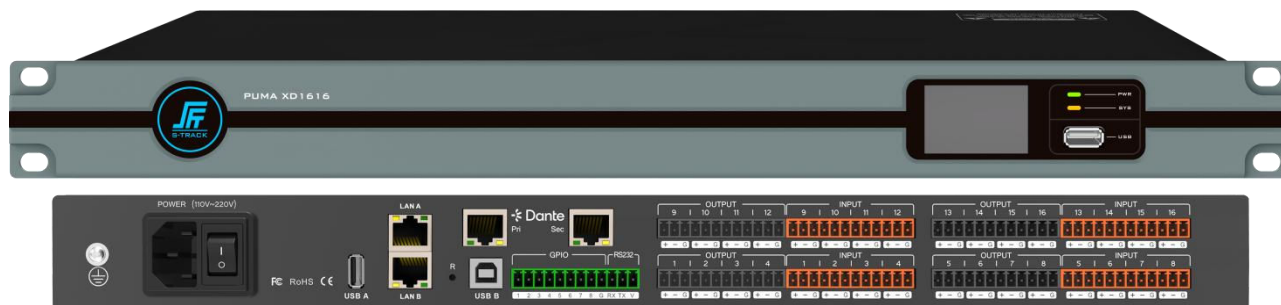 PUMA XD1616
S-TRACK
PWR
SYS
USB
POWER (110V~220V)
LAN A
Dante
Pri
Sec
OUTPUT
9 | 10 | 11 | 12
+ - G + - G + - G + - G
INPUT
9 | 10 | 11 | 12
+ - G + - G + - G + - G
OUTPUT
13 | 14 | 15 | 16
+ - G + - G + - G + - G
INPUT
13 | 14 | 15 | 16
+ - G + - G + - G + - G
I
O
FC RoHS CE
USB A
LAN B
R
USB B
GPIO
RS232
1 2 3 4 5 6 7 8 G RX TX V
OUTPUT
1 | 2 | 3 | 4
+ - G + - G + - G + - G
INPUT
1 | 2 | 3 | 4
+ - G + - G + - G + - G
OUTPUT
5 | 6 | 7 | 8
+ - G + - G + - G + - G
INPUT
5 | 6 | 7 | 8
+ - G + - G + - G + - G